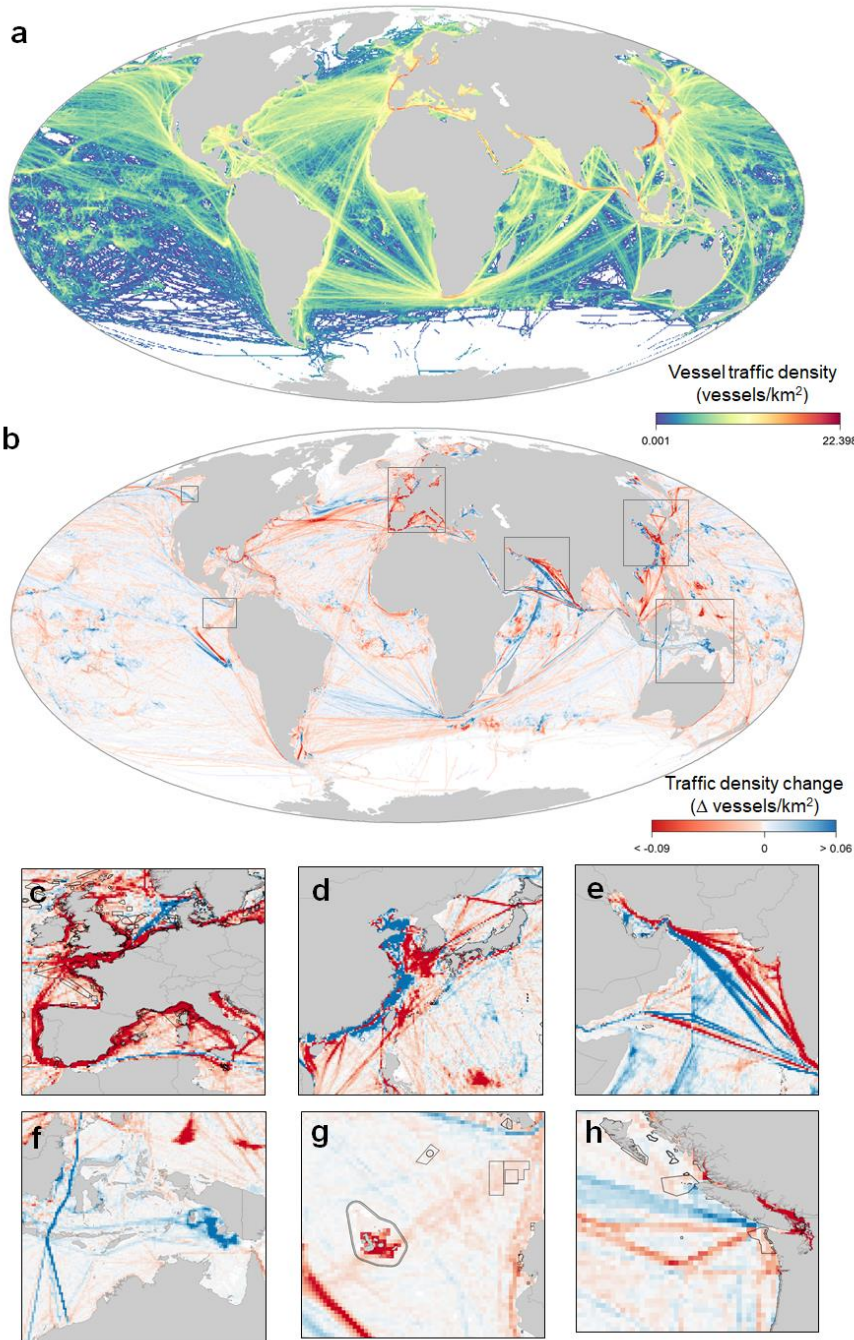 a
Vessel traffic density
(vessels/km²)
0.001 22.398
b
Traffic density change
(Δ vessels/km²)
< -0.09 0 > 0.06
c d e
f g h